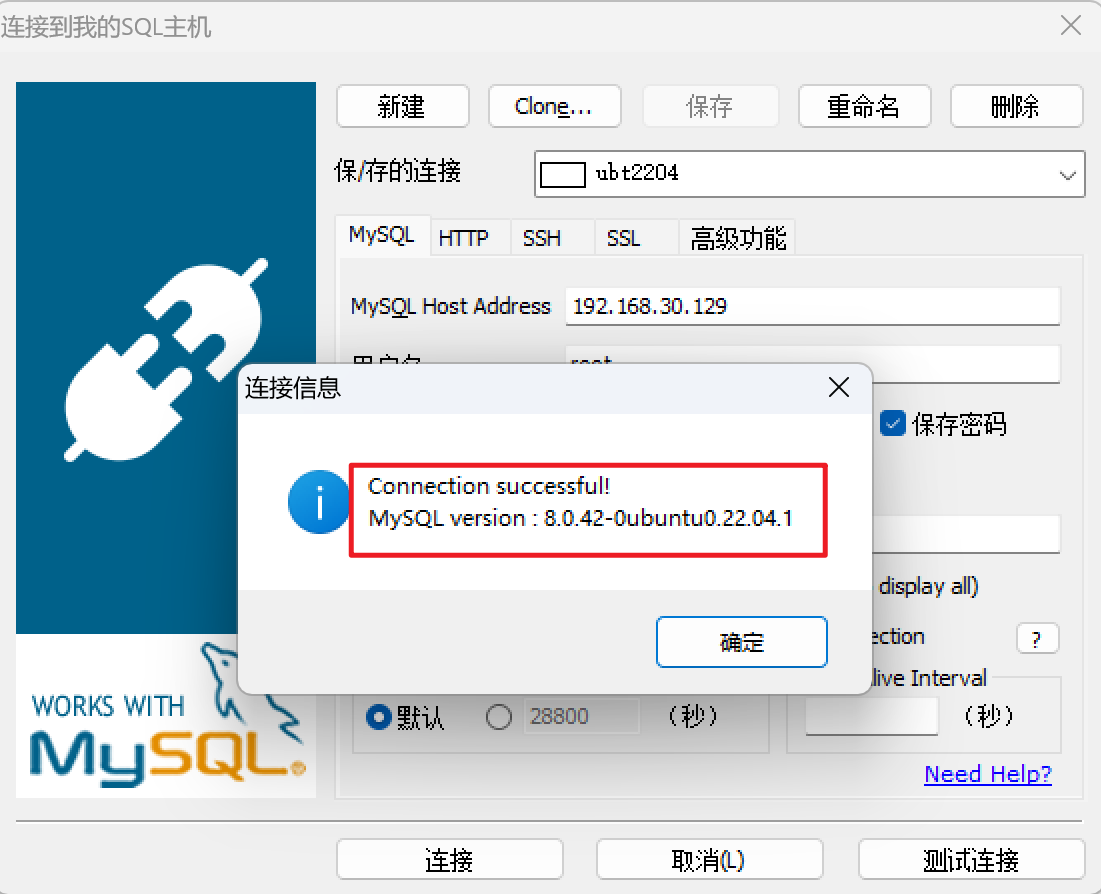 连接到我的SQL主机
新建
Clone...
保存
重命名
删除
保/存的连接
ubt2204
MySQL
HTTP
SSH
SSL
高级功能
MySQL Host Address
192.168.30.129
用户名
root
连接信息
保存密码
Connection successful!
MySQL version : 8.0.42-0ubuntu0.22.04.1
display all)
确定
ection
?
live Interval
默认
28800
(秒)
(秒)
WORKS WITH
MySQL®
Need Help?
连接
取消(L)
测试连接